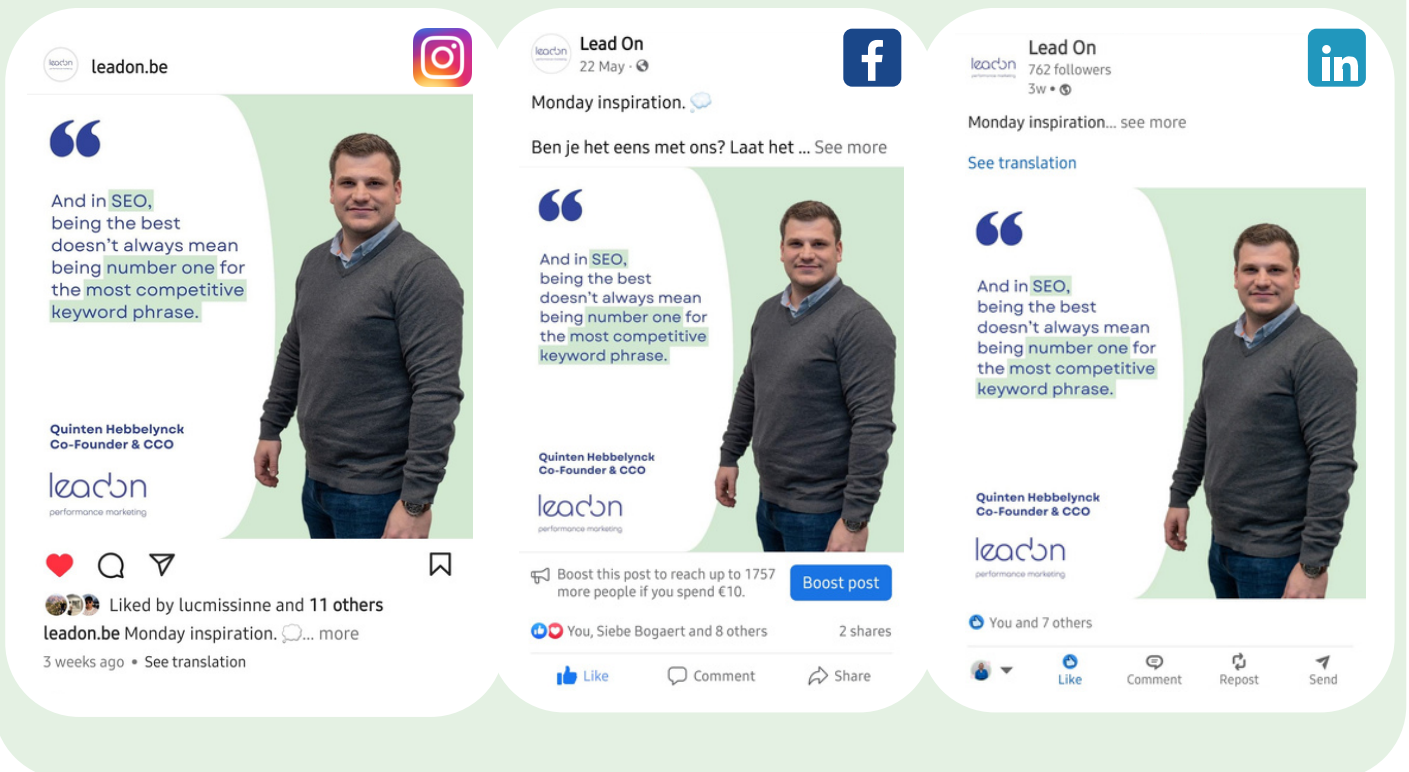 leadon
leadon.be
“
And in SEO,
being the best
doesn’t always mean
being number one for
the most competitive
keyword phrase.
Quinten Hebbelynck
Co-Founder & CCO
leadon
performance marketing
Liked by lucmissinne and 11 others
leadon.be Monday inspiration. 💭... more
3 weeks ago • See translation
leadon
Lead On
22 May ·
f
Monday inspiration. 💭
Ben je het eens met ons? Laat het ... See more
“
And in SEO,
being the best
doesn’t always mean
being number one for
the most competitive
keyword phrase.
Quinten Hebbelynck
Co-Founder & CCO
leadon
performance marketing
Boost this post to reach up to 1757
more people if you spend €10.
Boost post
You, Siebe Bogaert and 8 others 2 shares
Like Comment Share
leadon
performance marketing
Lead On
762 followers
3w •
in
Monday inspiration... see more
See translation
“
And in SEO,
being the best
doesn’t always mean
being number one for
the most competitive
keyword phrase.
Quinten Hebbelynck
Co-Founder & CCO
leadon
performance marketing
You and 7 others
Like Comment Repost Send